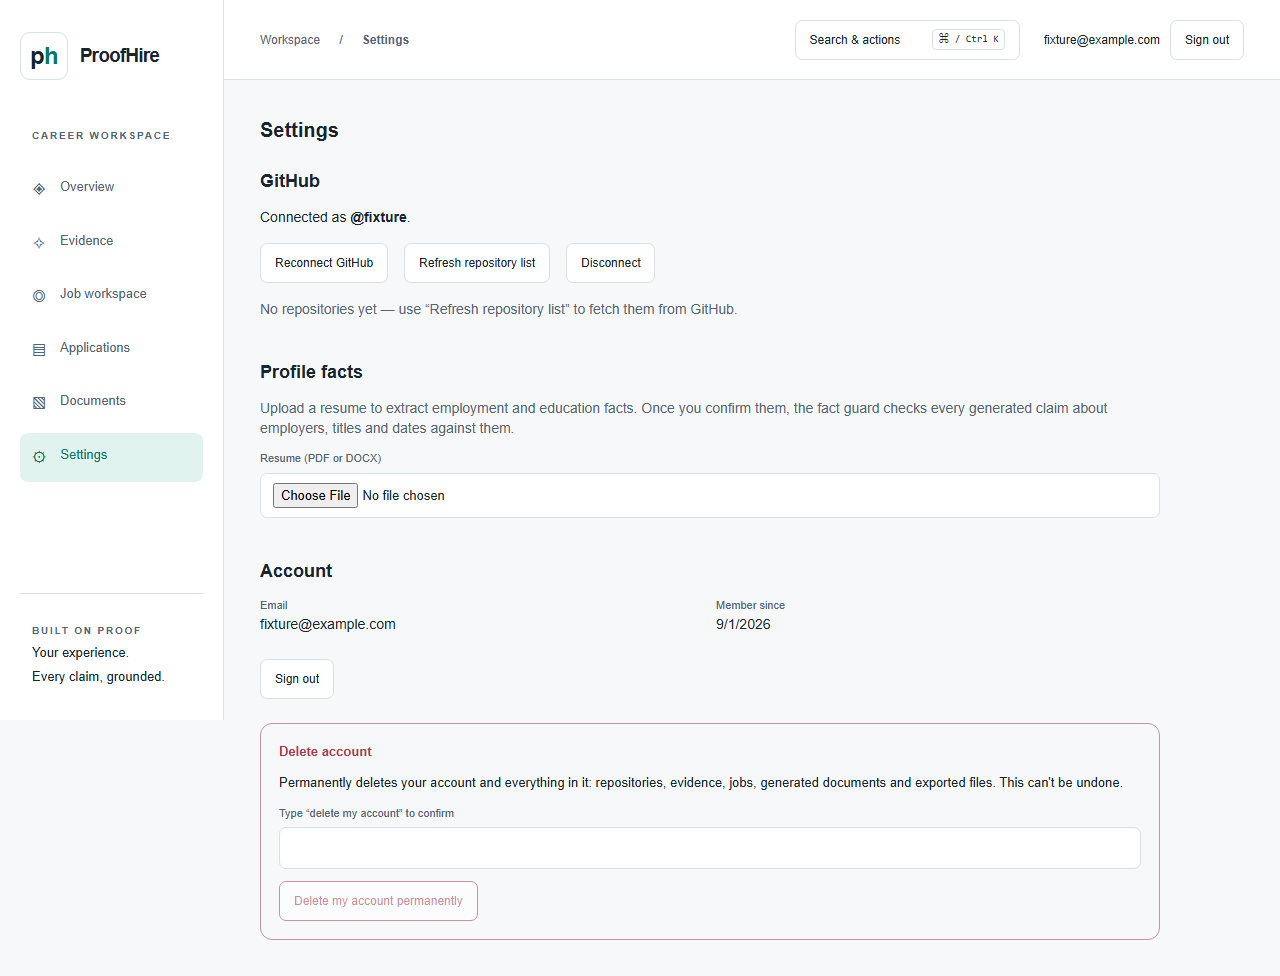 ph ProofHire
CAREER WORKSPACE
Overview
Evidence
Job workspace
Applications
Documents
Settings
BUILT ON PROOF
Your experience.
Every claim, grounded.
Workspace / Settings
Search & actions ⌘ / Ctrl K
fixture@example.com
Sign out
Settings
GitHub
Connected as @fixture.
Reconnect GitHub
Refresh repository list
Disconnect
No repositories yet — use “Refresh repository list” to fetch them from GitHub.
Profile facts
Upload a resume to extract employment and education facts. Once you confirm them, the fact guard checks every generated claim about
employers, titles and dates against them.
Resume (PDF or DOCX)
Choose File No file chosen
Account
Email
fixture@example.com
Member since
9/1/2026
Sign out
Delete account
Permanently deletes your account and everything in it: repositories, evidence, jobs, generated documents and exported files. This can't be undone.
Type “delete my account” to confirm
Delete my account permanently